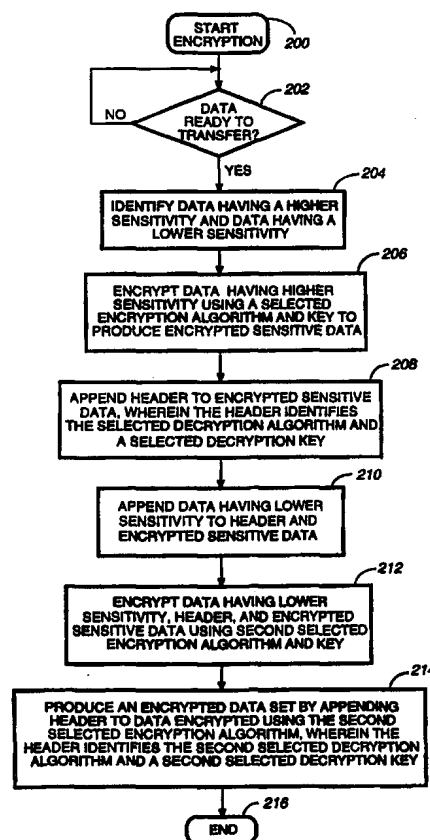 START
ENCRYPTION
200
202
DATA
READY TO
TRANSFER?
NO
YES
204
IDENTIFY DATA HAVING A HIGHER
SENSITIVITY AND DATA HAVING A
LOWER SENSITIVITY
206
ENCRYPT DATA HAVING HIGHER
SENSITIVITY USING A SELECTED
ENCRYPTION ALGORITHM AND KEY TO
PRODUCE ENCRYPTED SENSITIVE DATA
208
APPEND HEADER TO ENCRYPTED SENSITIVE
DATA, WHEREIN THE HEADER IDENTIFIES
THE SELECTED DECRYPTION ALGORITHM AND
A SELECTED DECRYPTION KEY
210
APPEND DATA HAVING LOWER
SENSITIVITY TO HEADER AND
ENCRYPTED SENSITIVE DATA
212
ENCRYPT DATA HAVING LOWER
SENSITIVITY, HEADER, AND ENCRYPTED
SENSITIVE DATA USING SECOND SELECTED
ENCRYPTION ALGORITHM AND KEY
214
PRODUCE AN ENCRYPTED DATA SET BY APPENDING
HEADER TO DATA ENCRYPTED USING THE SECOND
SELECTED ENCRYPTION ALGORITHM, WHEREIN THE
HEADER IDENTIFIES THE SECOND SELECTED DECRYPTION
ALGORITHM AND A SECOND SELECTED DECRYPTION KEY
216
END